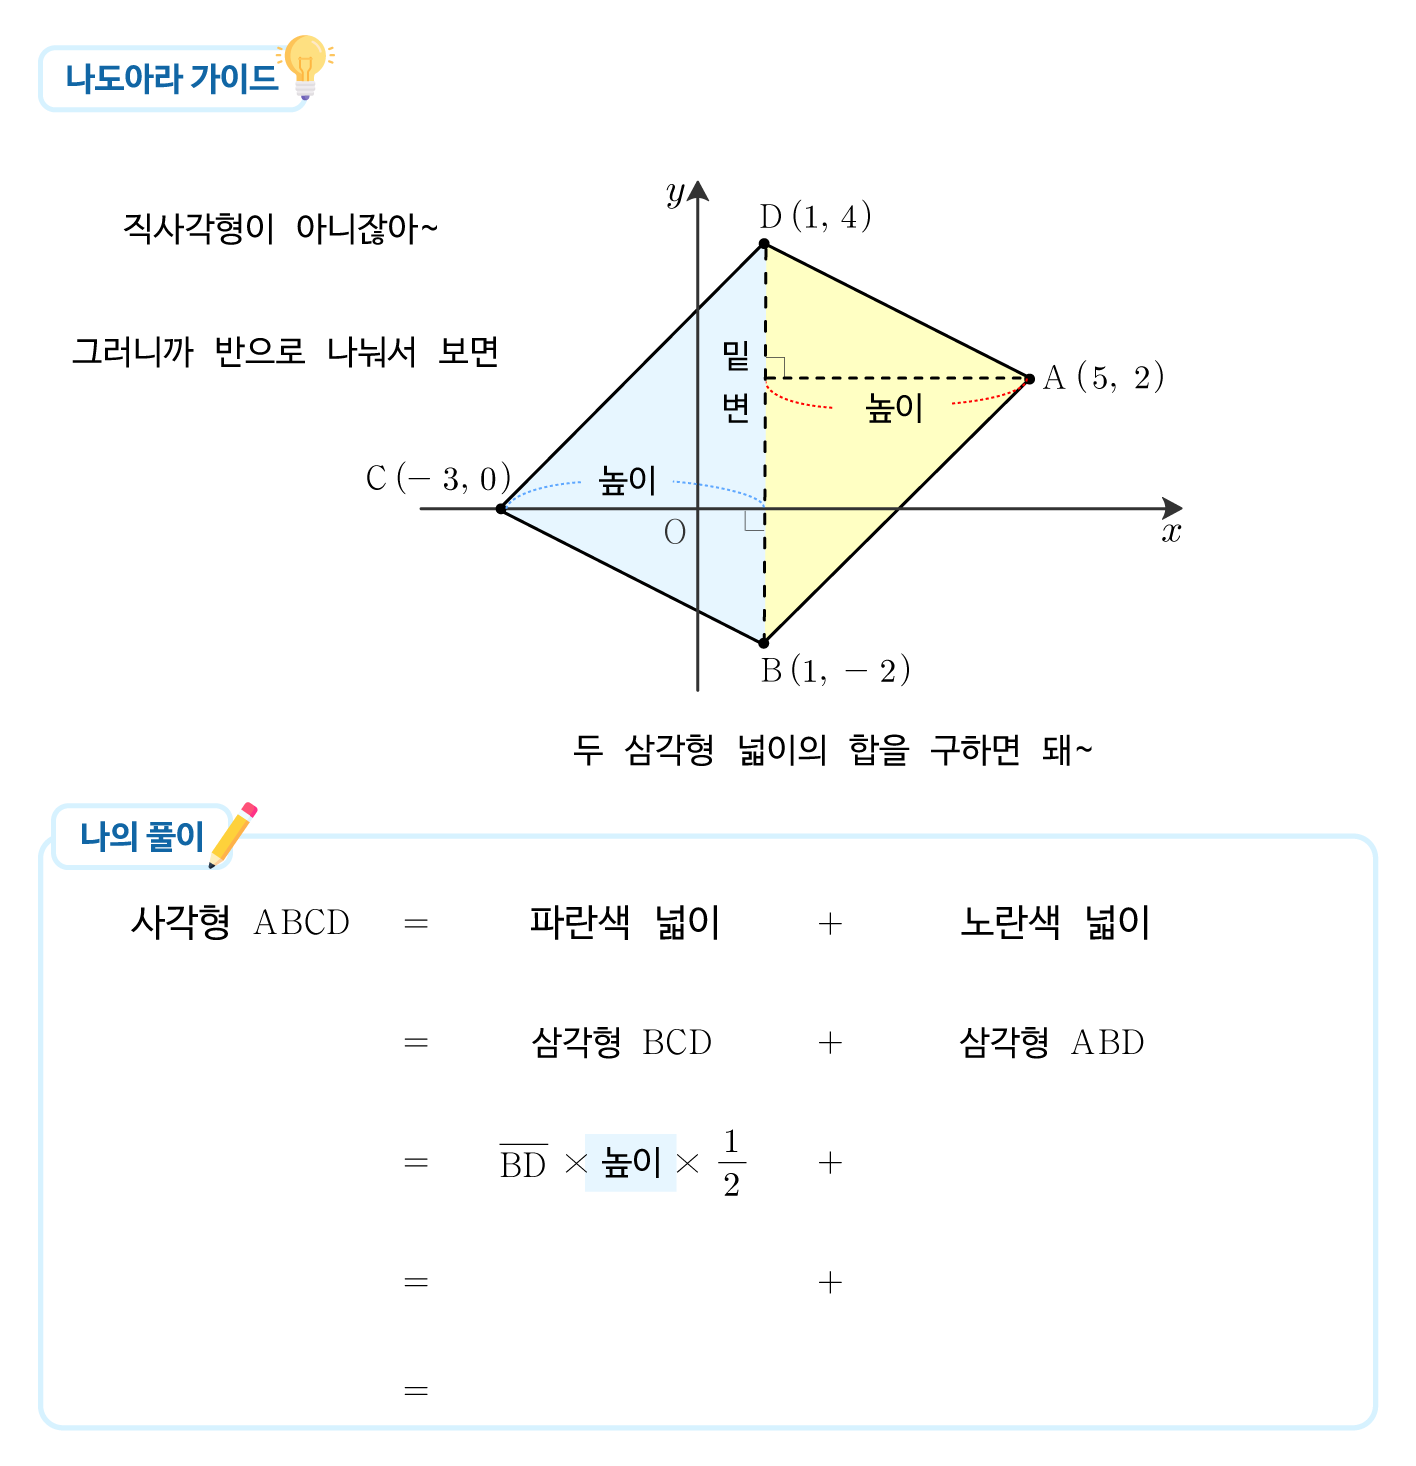 나도아라 가이드
직사각형이 아니잖아~
그러니까 반으로 나눠서 보면
y
D (1, 4)
밑
변
높이
A (5, 2)
C (− 3, 0)
높이
O
x
B (1, − 2)
두 삼각형 넓이의 합을 구하면 돼~
나의 풀이
사각형 ABCD = 파란색 넓이 + 노란색 넓이
= 삼각형 BCD + 삼각형 ABD
= \overline{BD} × 높이 × \frac{1}{2} +
= +
=